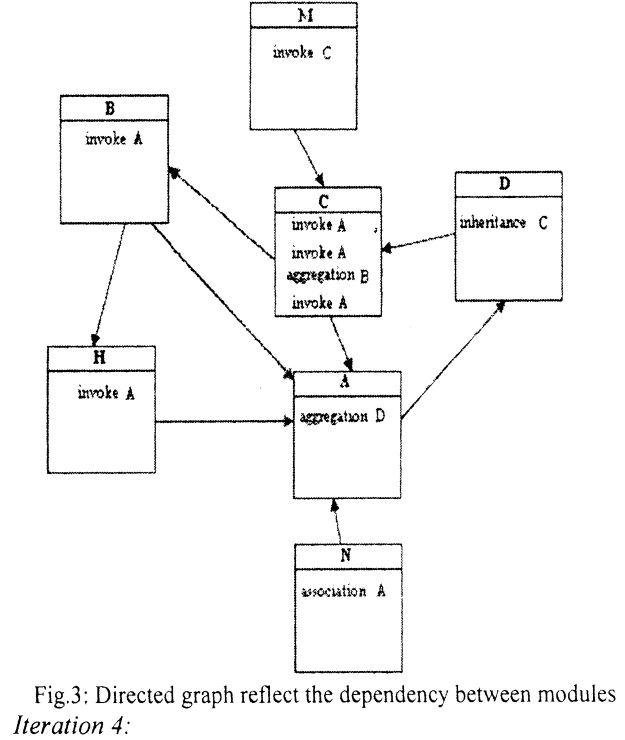 M
invoke C
B
invoke A
C
invoke A
invoke A
aggregation B
invoke A
D
inheritance C
H
invoke A
A
aggregation D
N
association A
Fig.3: Directed graph reflect the dependency between modules
Iteration 4: